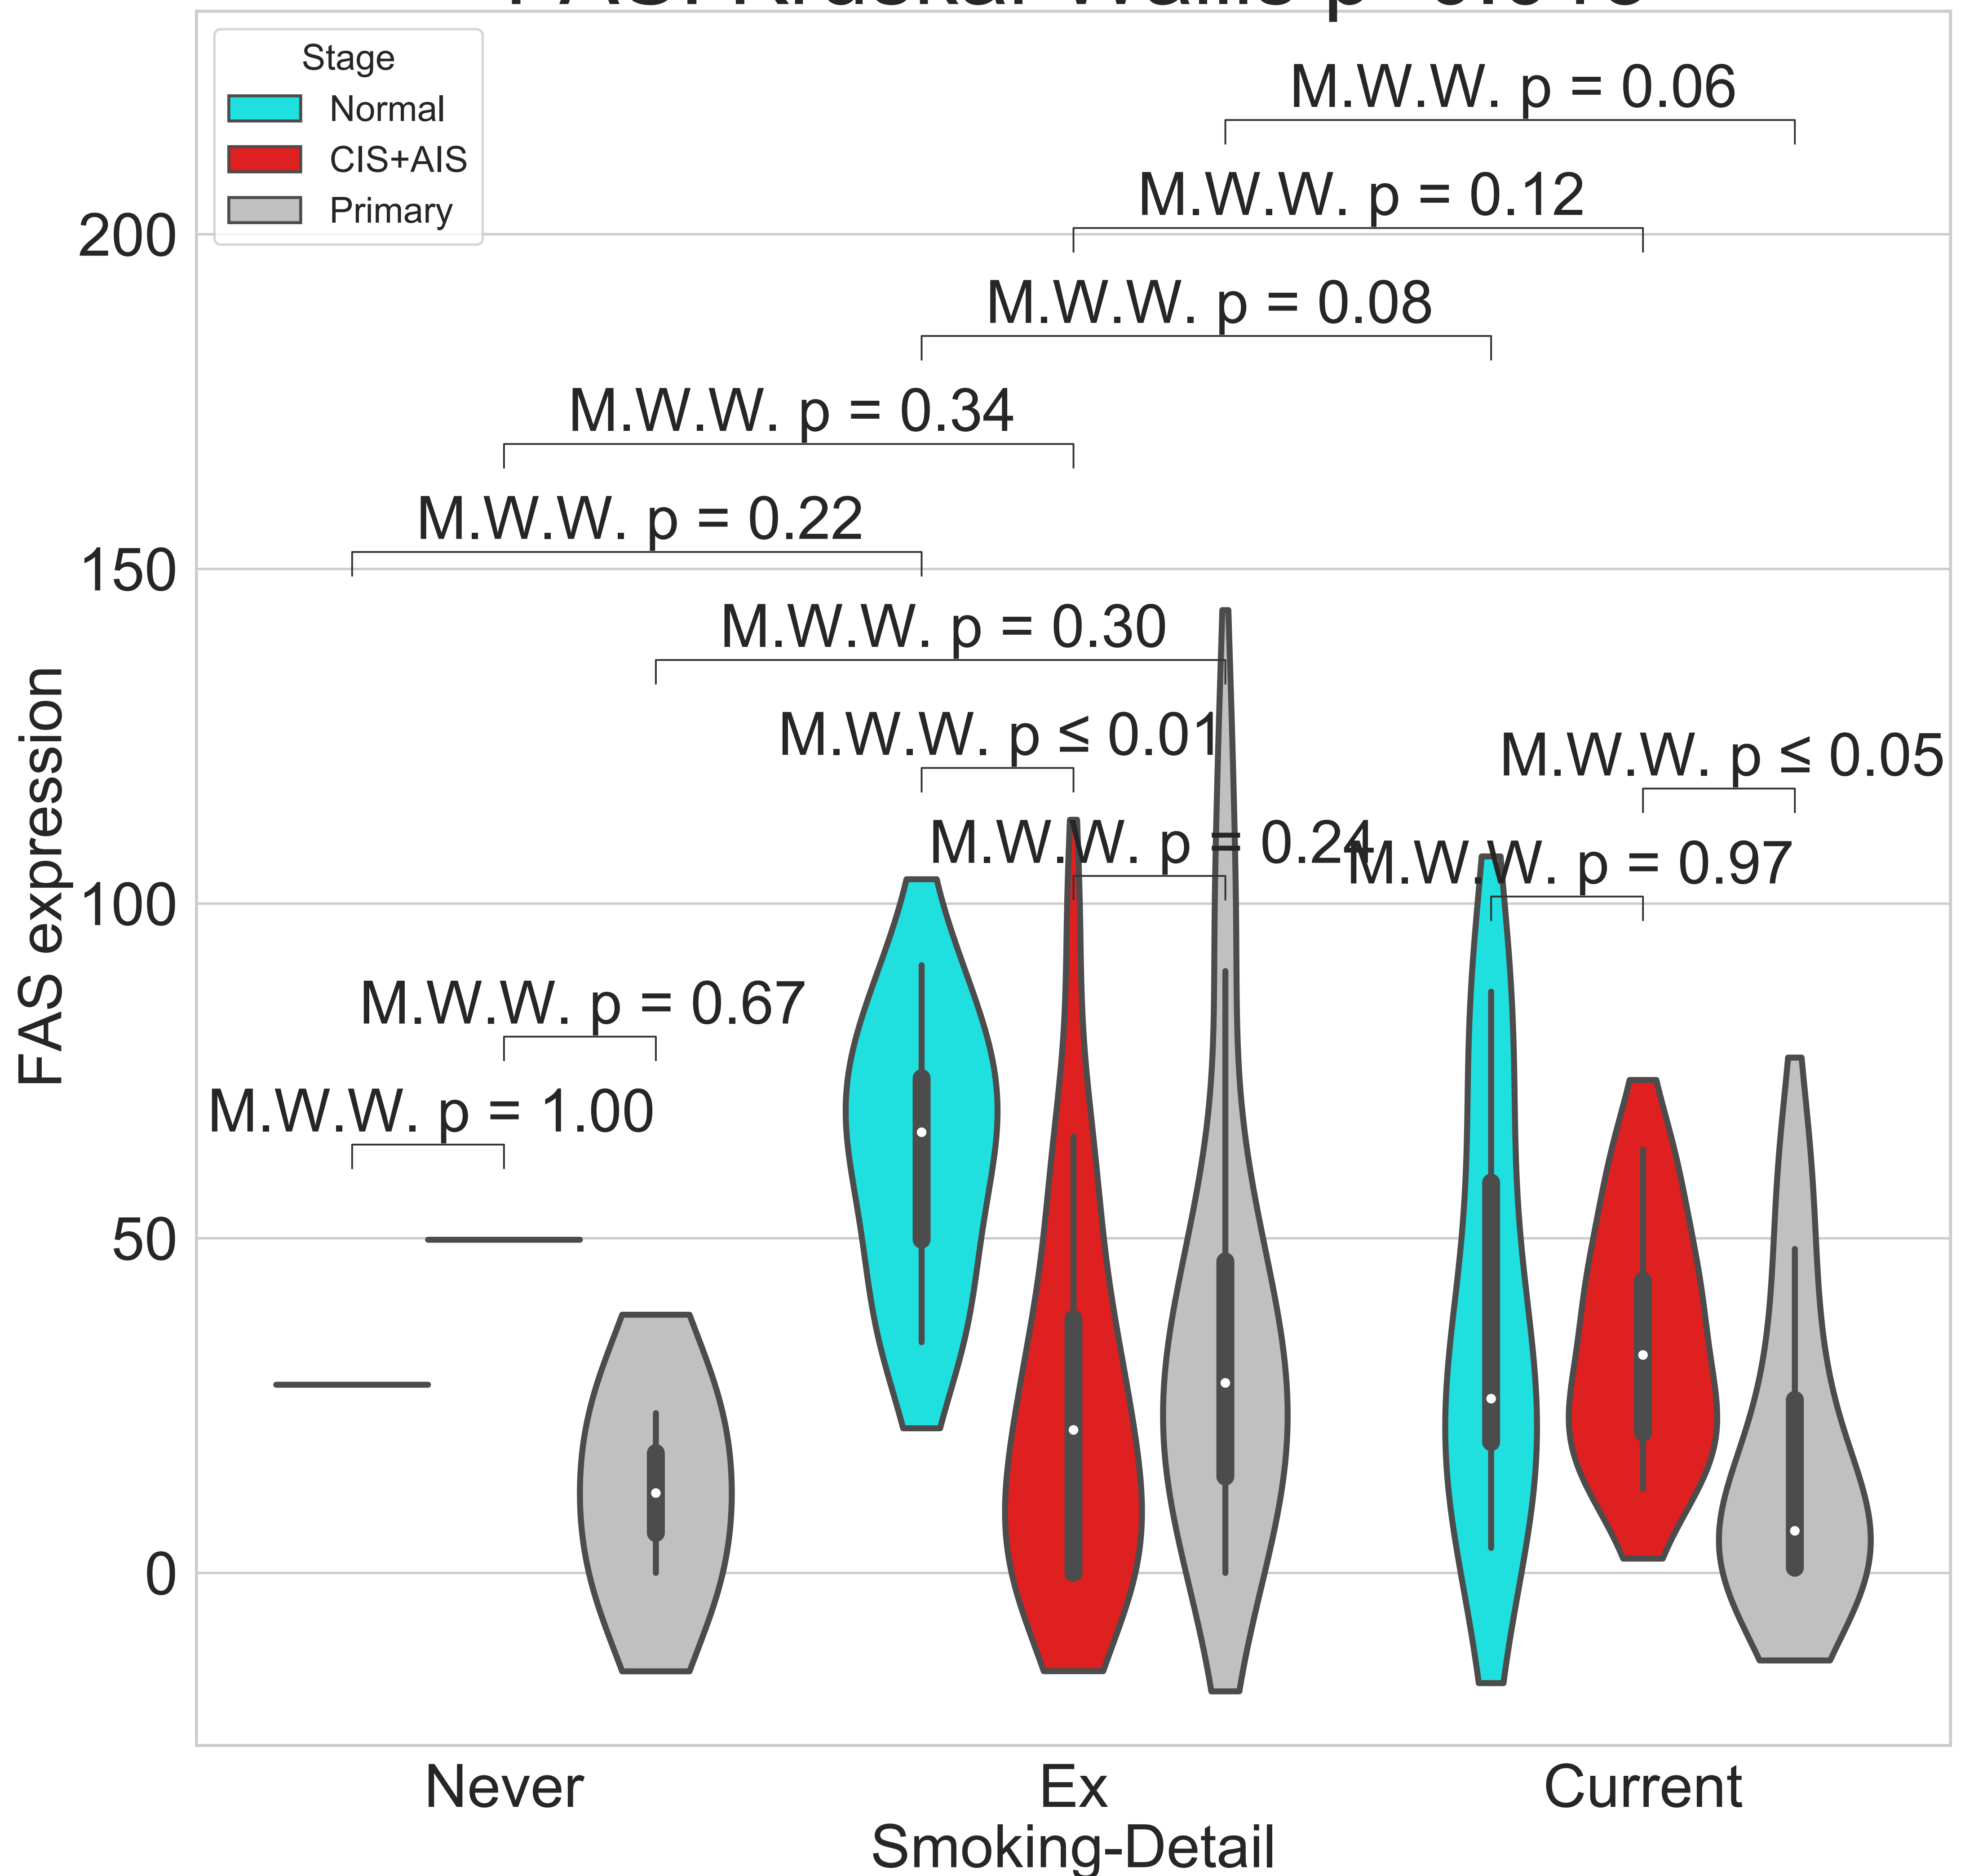 Stage
Normal
CIS+AIS
Primary
M.W.W. p = 0.06
M.W.W. p = 0.12
M.W.W. p = 0.08
M.W.W. p = 0.34
M.W.W. p = 0.22
M.W.W. p = 0.30
M.W.W. p ≤ 0.01
M.W.W. p ≤ 0.05
M.W.W. p = 0.24
M.W.W. p = 0.97
M.W.W. p = 0.67
M.W.W. p = 1.00
200
150
100
50
0
FAS expression
Never
Ex
Current
Smoking-Detail